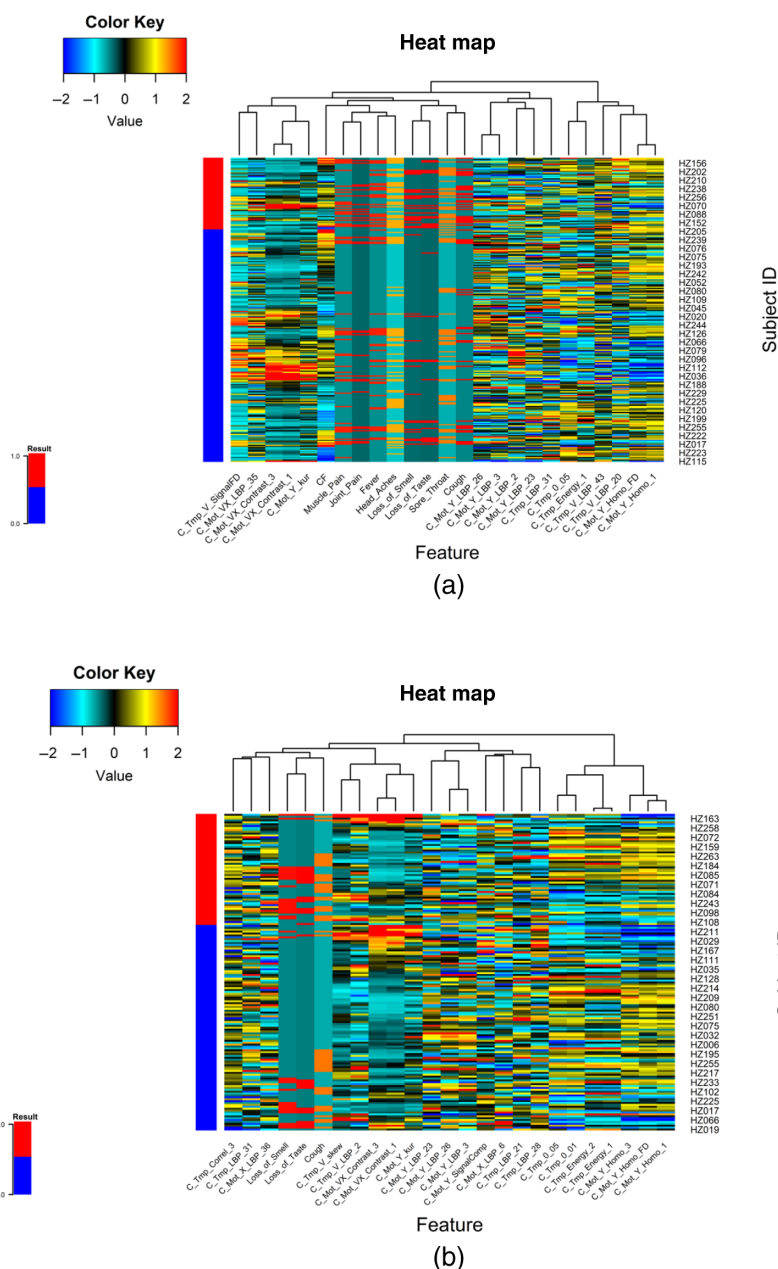 Color Key
Heat map
−2 −1 0 1 2
Value
HZ156
HZ202
HZ210
HZ238
HZ256
HZ070
HZ088
HZ152
HZ205
HZ239
HZ076
HZ075
HZ193
HZ242
HZ052
HZ080
HZ109
HZ045
HZ020
HZ244
HZ126
HZ066
HZ079
HZ096
HZ112
HZ036
HZ188
HZ229
HZ225
HZ120
HZ199
HZ255
HZ222
HZ017
HZ223
HZ115
Subject ID
Result
1.0
0.0
C_Tmp_V_SignalFD
C_Mot_VX_LBP_35
C_Mot_VX_Contrast_3
C_Mot_VX_Contrast_1
C_Mot_Y_kur
CF
Muscle_Pain
Joint_Pain
Fever
Head_Aches
Loss_of_Smell
Loss_of_Taste
Sore_Throat
Cough
C_Mot_Y_LBP_26
C_Mot_Y_LBP_3
C_Mot_Y_LBP_2
C_Mot_Y_LBP_23
C_Tmp_LBP_31
C_Tmp_0_05
C_Tmp_Energy_1
C_Tmp_V_LBP_43
C_Tmp_V_LBP_20
C_Mot_Y_Homo_FD
C_Mot_Y_Homo_1
Feature
(a)
Color Key
Heat map
−2 −1 0 1 2
Value
HZ163
HZ258
HZ072
HZ159
HZ263
HZ184
HZ085
HZ071
HZ084
HZ243
HZ098
HZ108
HZ211
HZ029
HZ167
HZ111
HZ035
HZ128
HZ214
HZ209
HZ080
HZ251
HZ075
HZ032
HZ006
HZ195
HZ255
HZ217
HZ233
HZ102
HZ225
HZ017
HZ066
HZ019
Result
C_Tmp_Correl_3
C_Tmp_LBP_31
C_Mot_X_LBP_36
Loss_of_Smell
Loss_of_Taste
Cough
C_Tmp_V_skew
C_Tmp_V_LBP_2
C_Mot_VX_Contrast_3
C_Mot_VX_Contrast_1
C_Mot_Y_kur
C_Mot_Y_LBP_23
C_Mot_Y_LBP_26
C_Mot_Y_LBP_3
C_Mot_Y_SignalComp
C_Mot_X_LBP_6
C_Tmp_LBP_21
C_Tmp_LBP_28
C_Tmp_0_05
C_Tmp_0_01
C_Tmp_Energy_2
C_Tmp_Energy_1
C_Mot_Y_Homo_3
C_Mot_Y_Homo_FD
C_Mot_Y_Homo_1
Feature
(b)